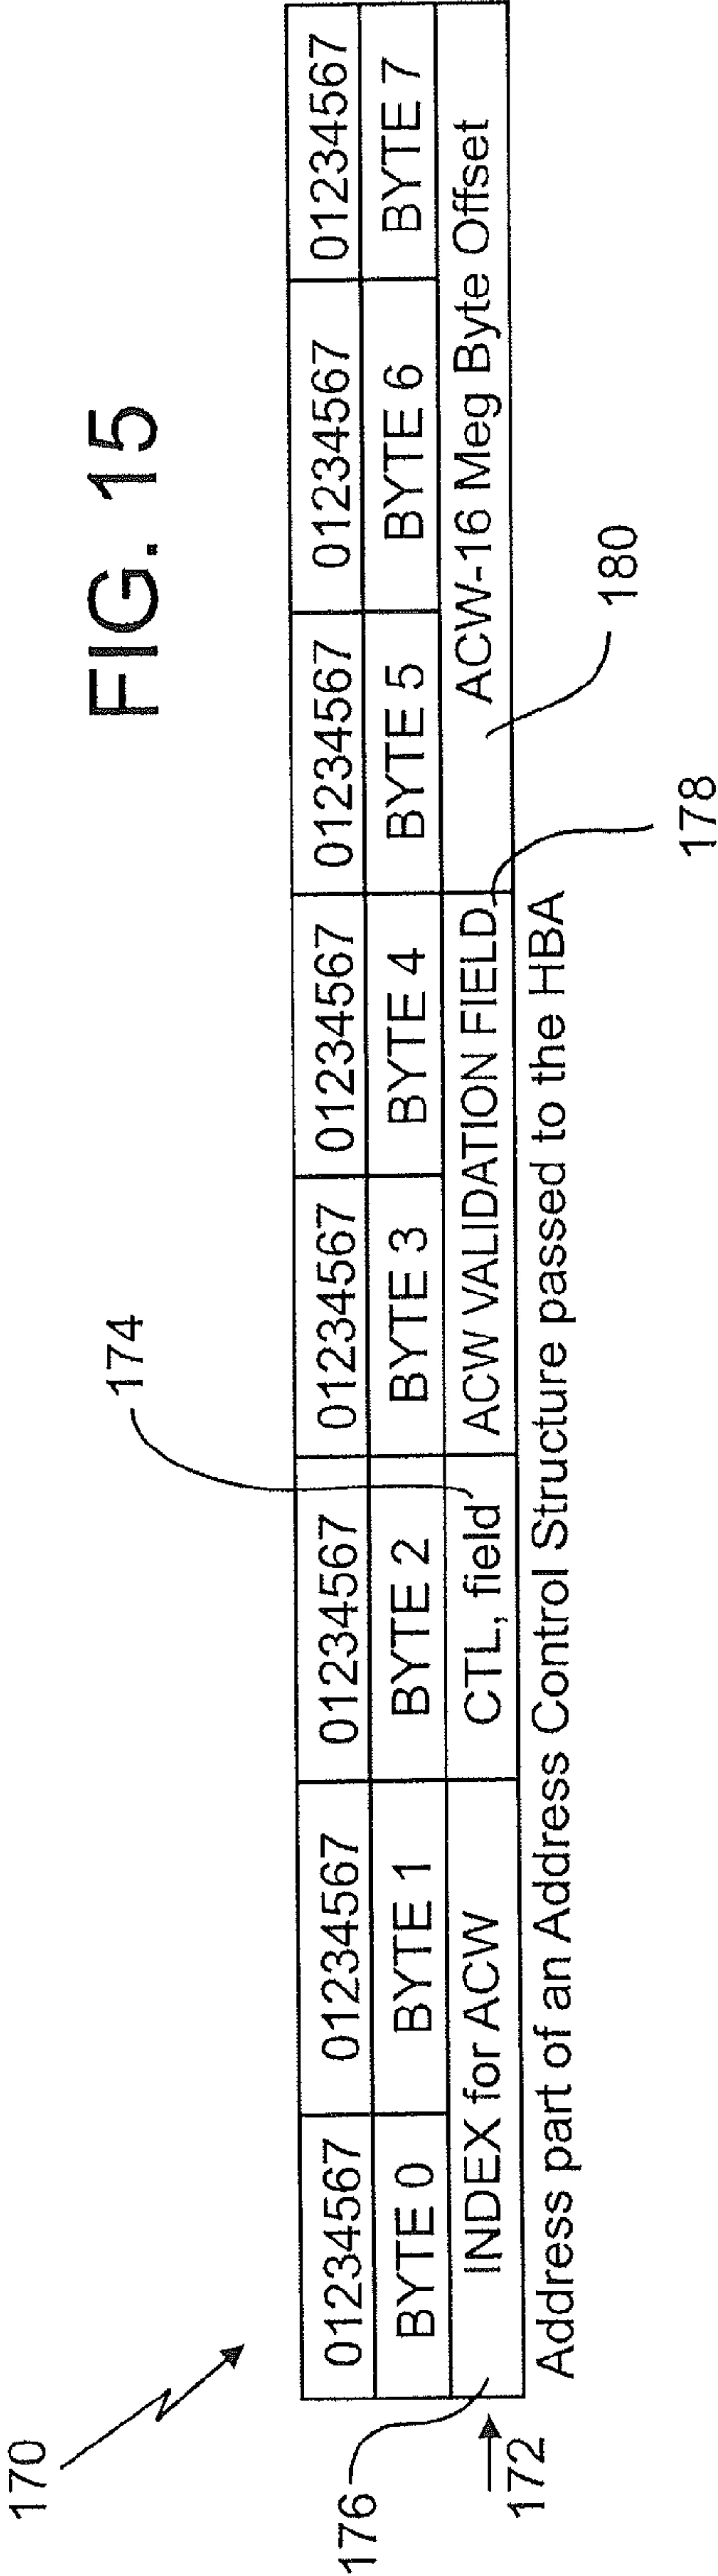 FIG. 15
170
174
01234567 01234567 01234567 01234567 01234567 01234567 01234567 01234567
BYTE 0 BYTE 1 BYTE 2 BYTE 3 BYTE 4 BYTE 5 BYTE 6 BYTE 7
176
172
INDEX for ACW CTL, field ACW VALIDATION FIELD ACW-16 Meg Byte Offset
Address part of an Address Control Structure passed to the HBA
178
180